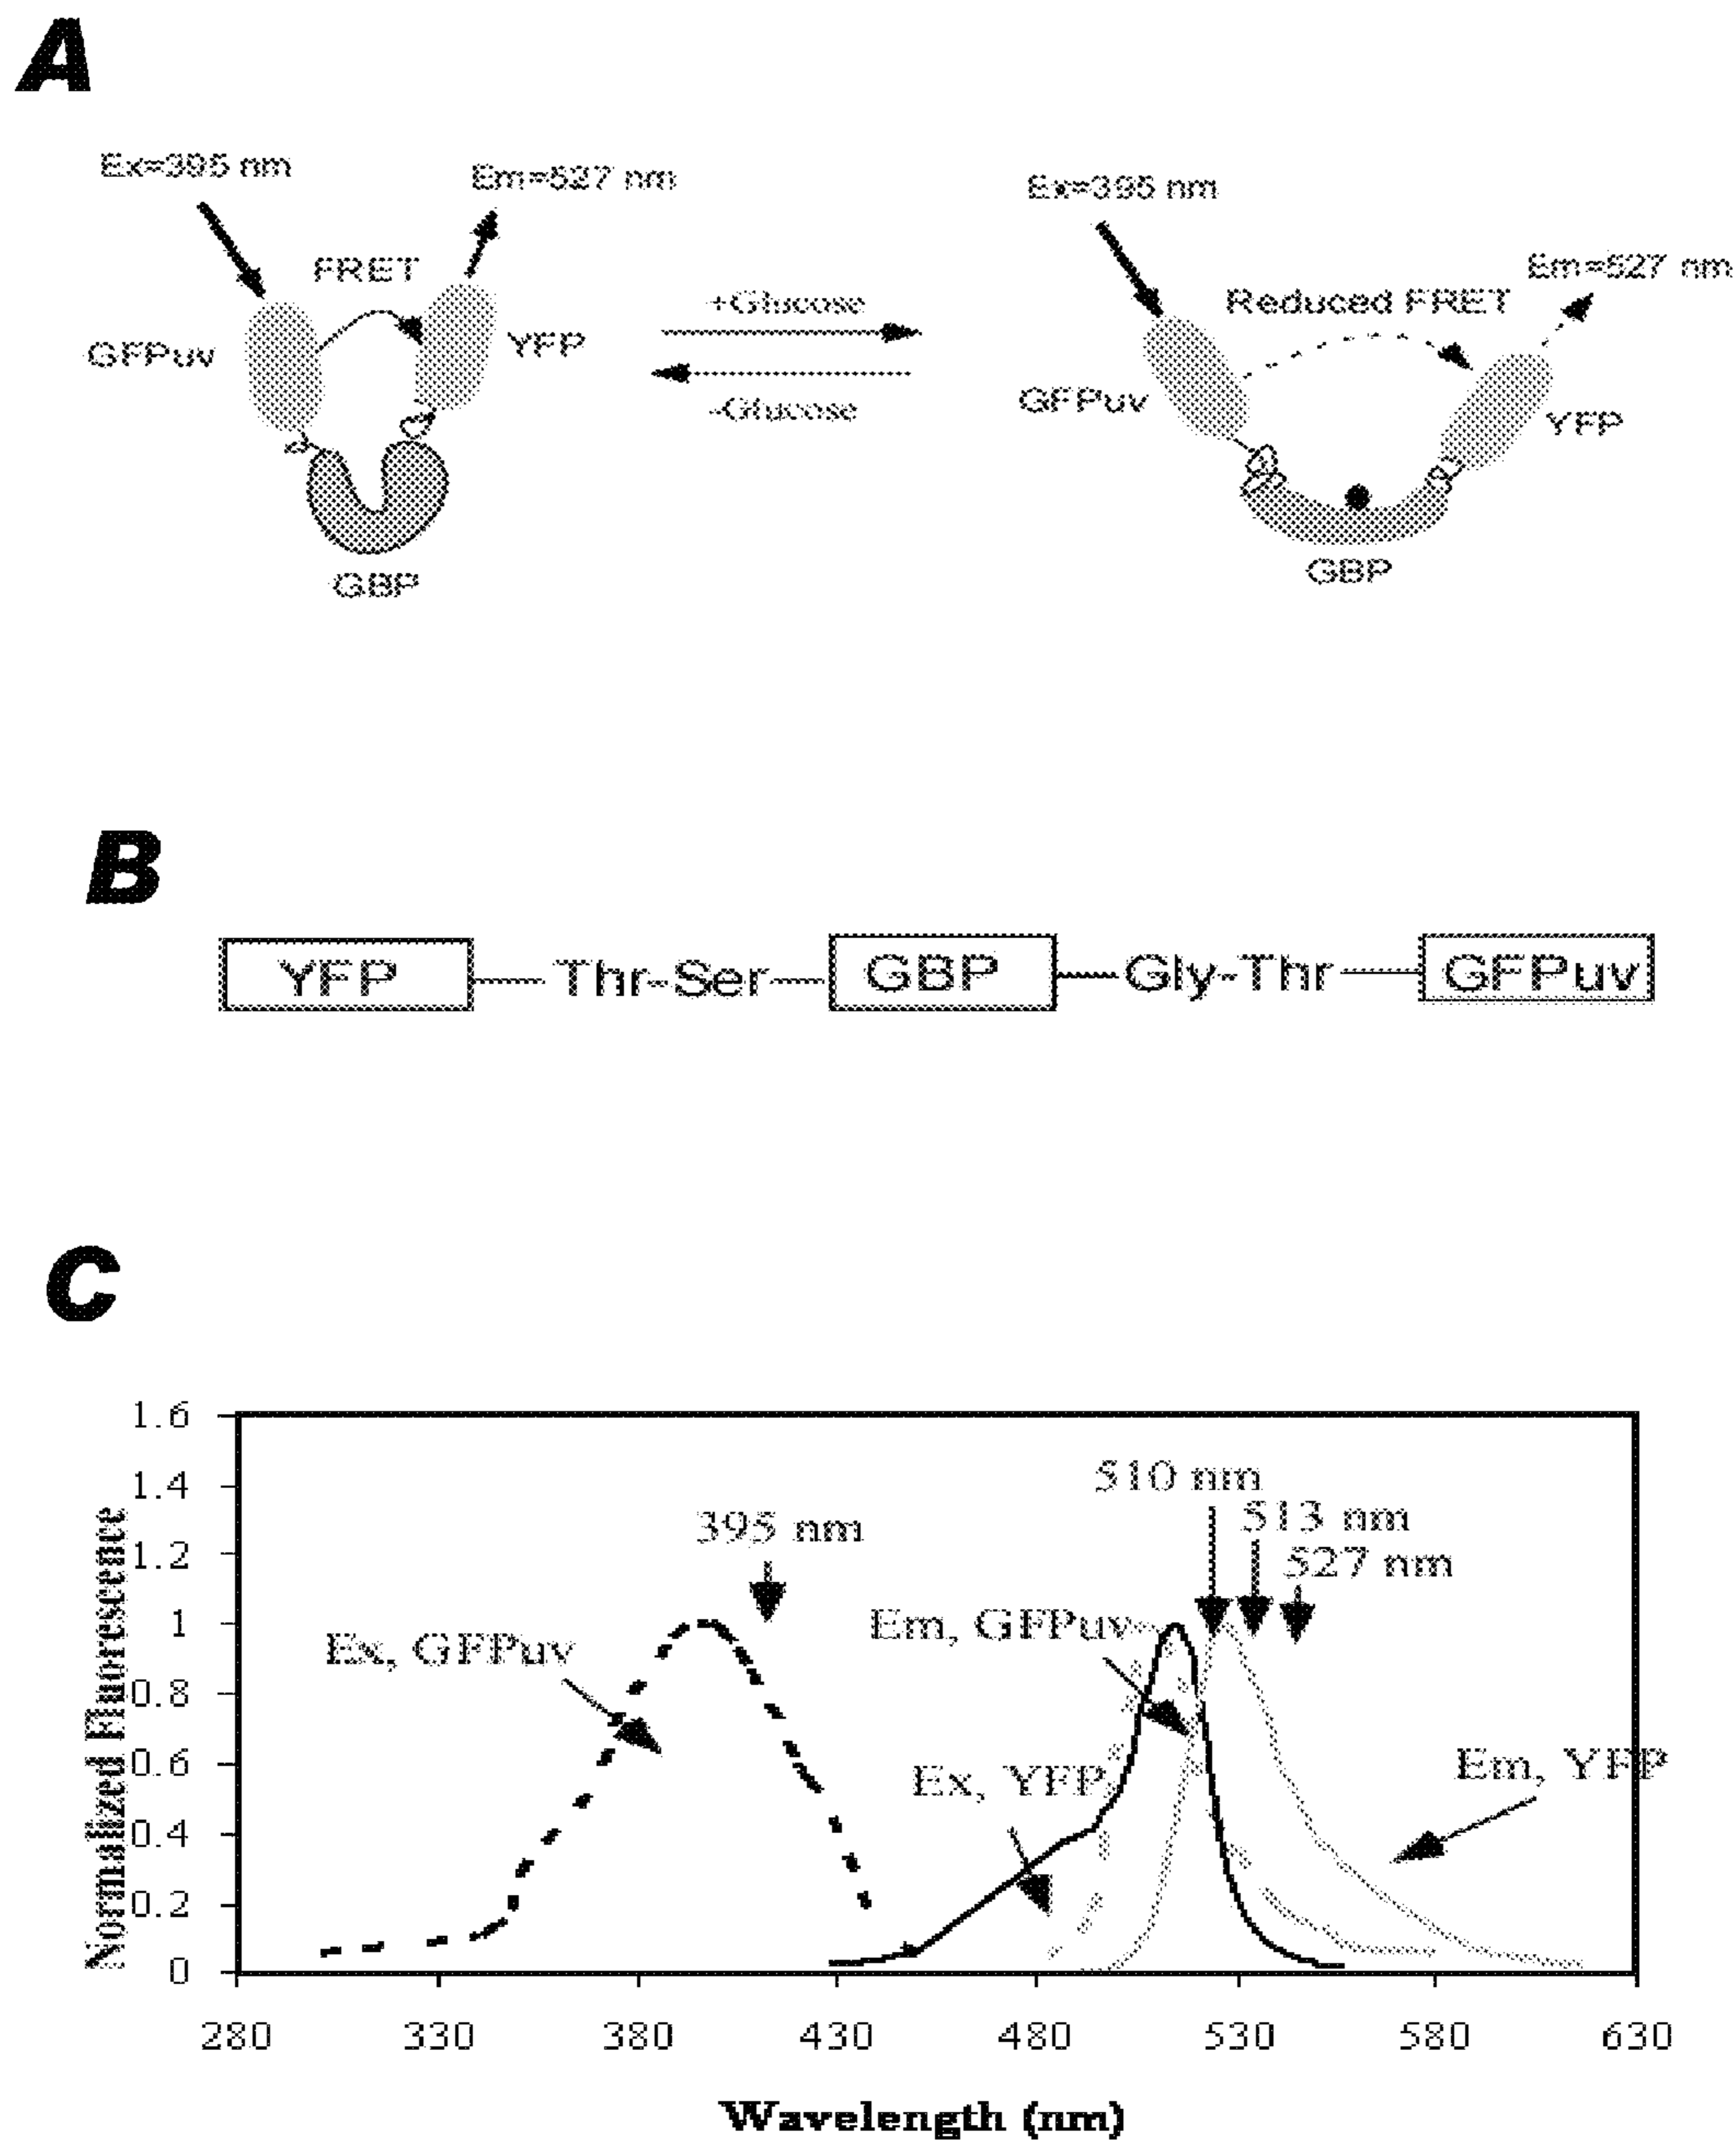 A
Ex=395 nm
Em=527 nm
FRET
GFPuv
YFP
GBP
+Glucose
-Glucose
Ex=395 nm
Em=527 nm
Reduced FRET
GFPuv
YFP
GBP
B
YFP Thr-Ser GBP Gly-Thr GFPuv
C
Normalized Fluorescence
1.6
1.4
1.2
1
0.8
0.6
0.4
0.2
0
395 nm
510 nm
513 nm
527 nm
Ex, GFPuv
Em, GFPuv
Ex, YFP
Em, YFP
280 330 380 430 480 530 580 630
Wavelength (nm)